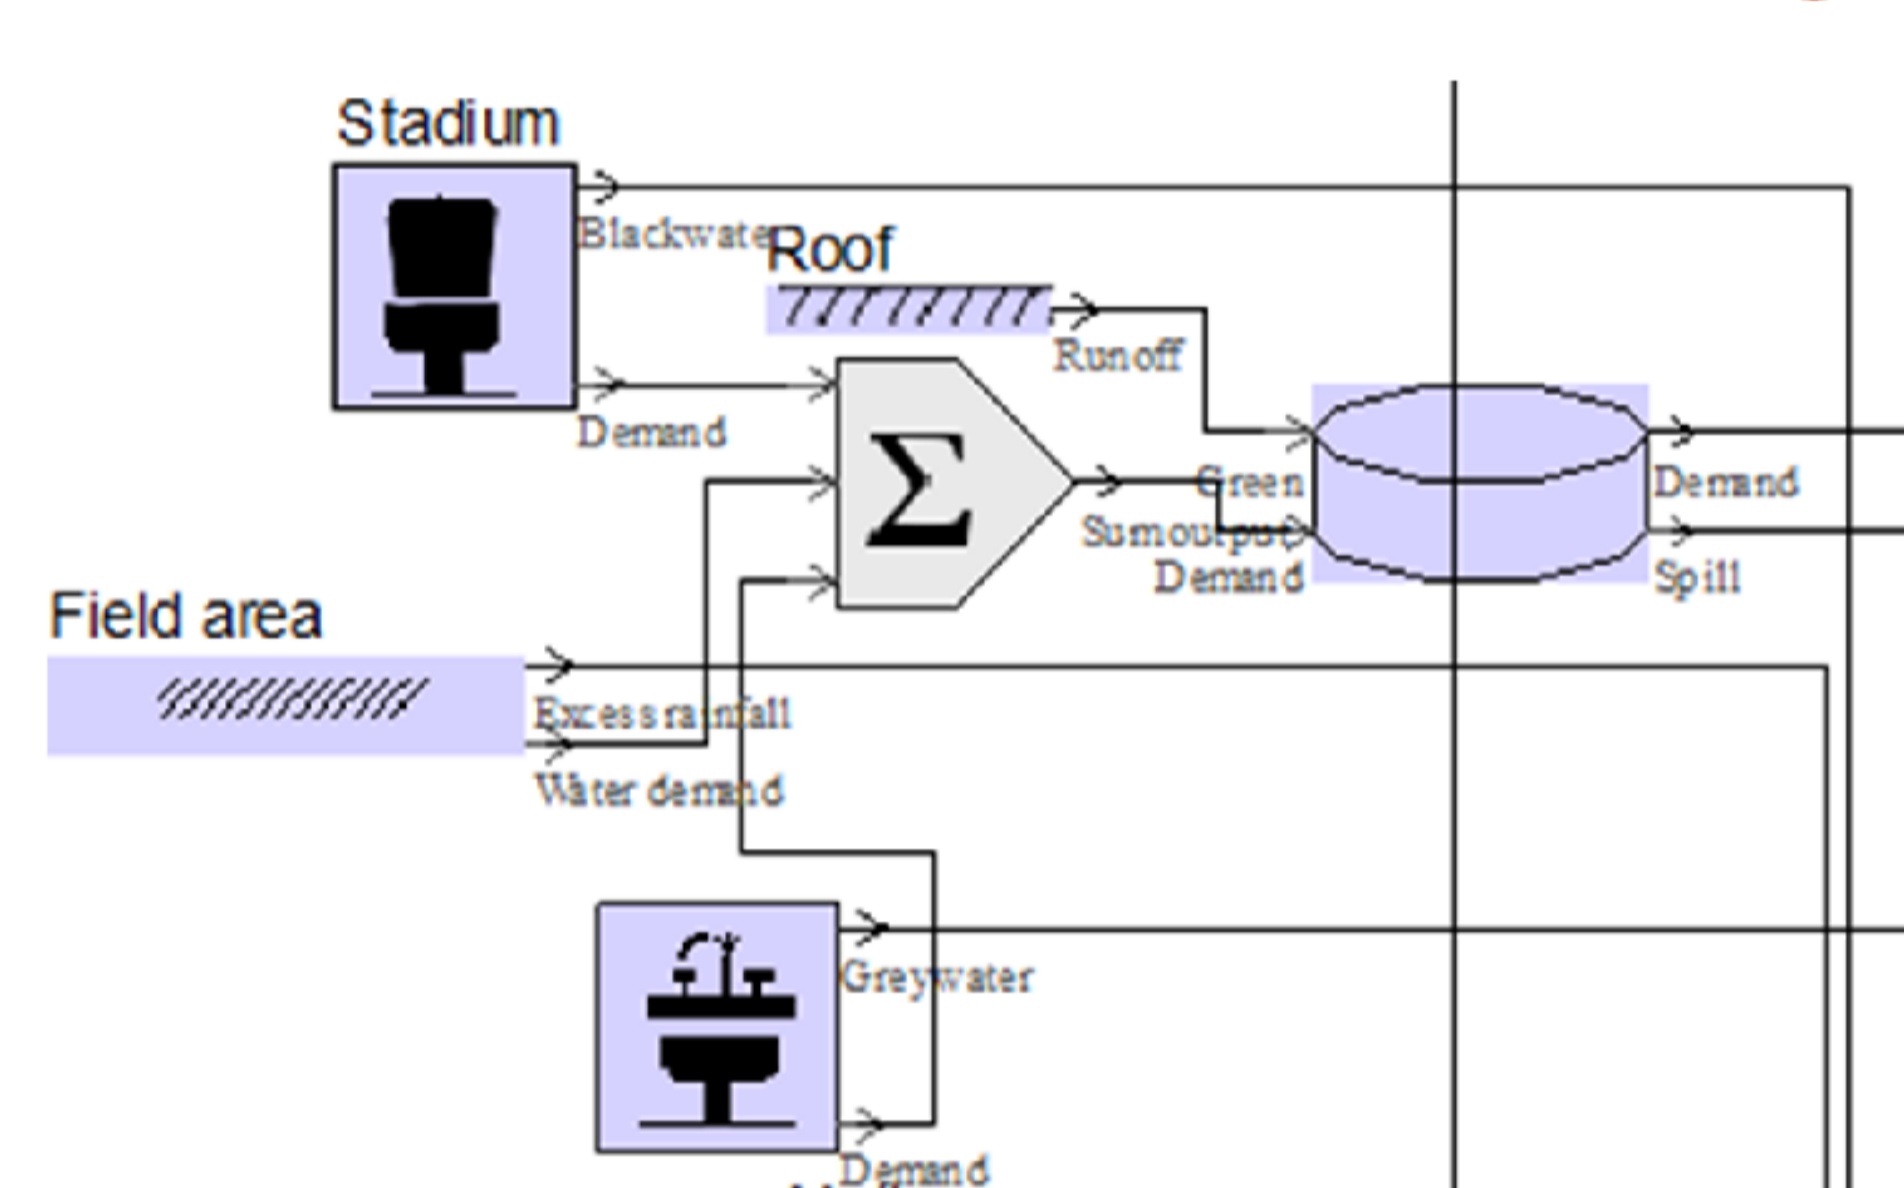 Stadium
Blackwate
Roof
Runoff
Demand
Σ
Green
Demand
Sumoutput
Demand
Spill
Field area
Excess rainfall
Water demand
Greywater
Demand